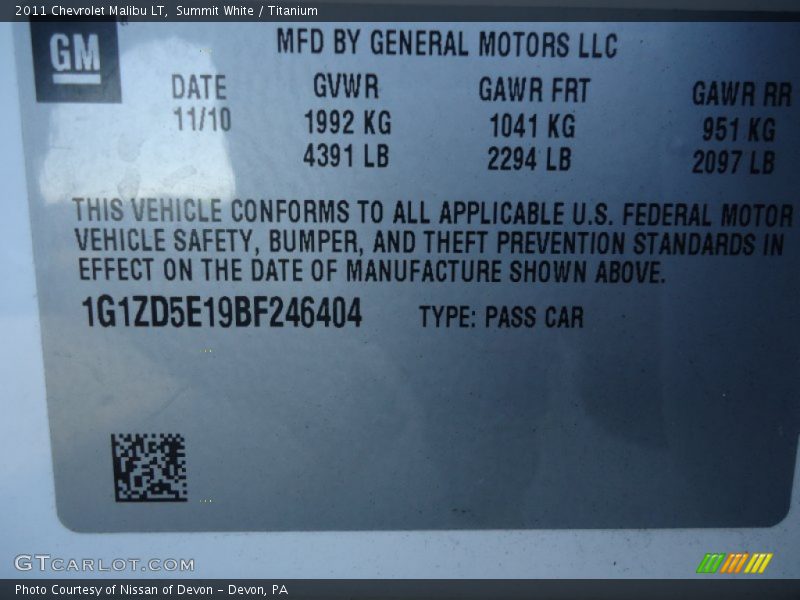 2011 Chevrolet Malibu LT, Summit White / Titanium
GM
MFD BY GENERAL MOTORS LLC
DATE GVWR GAWR FRT GAWR RR
11/10 1992 KG 1041 KG 951 KG
4391 LB 2294 LB 2097 LB
THIS VEHICLE CONFORMS TO ALL APPLICABLE U.S. FEDERAL MOTOR
VEHICLE SAFETY, BUMPER, AND THEFT PREVENTION STANDARDS IN
EFFECT ON THE DATE OF MANUFACTURE SHOWN ABOVE.
1G1ZD5E19BF246404 TYPE: PASS CAR
GTCARLOT.COM
Photo Courtesy of Nissan of Devon – Devon, PA